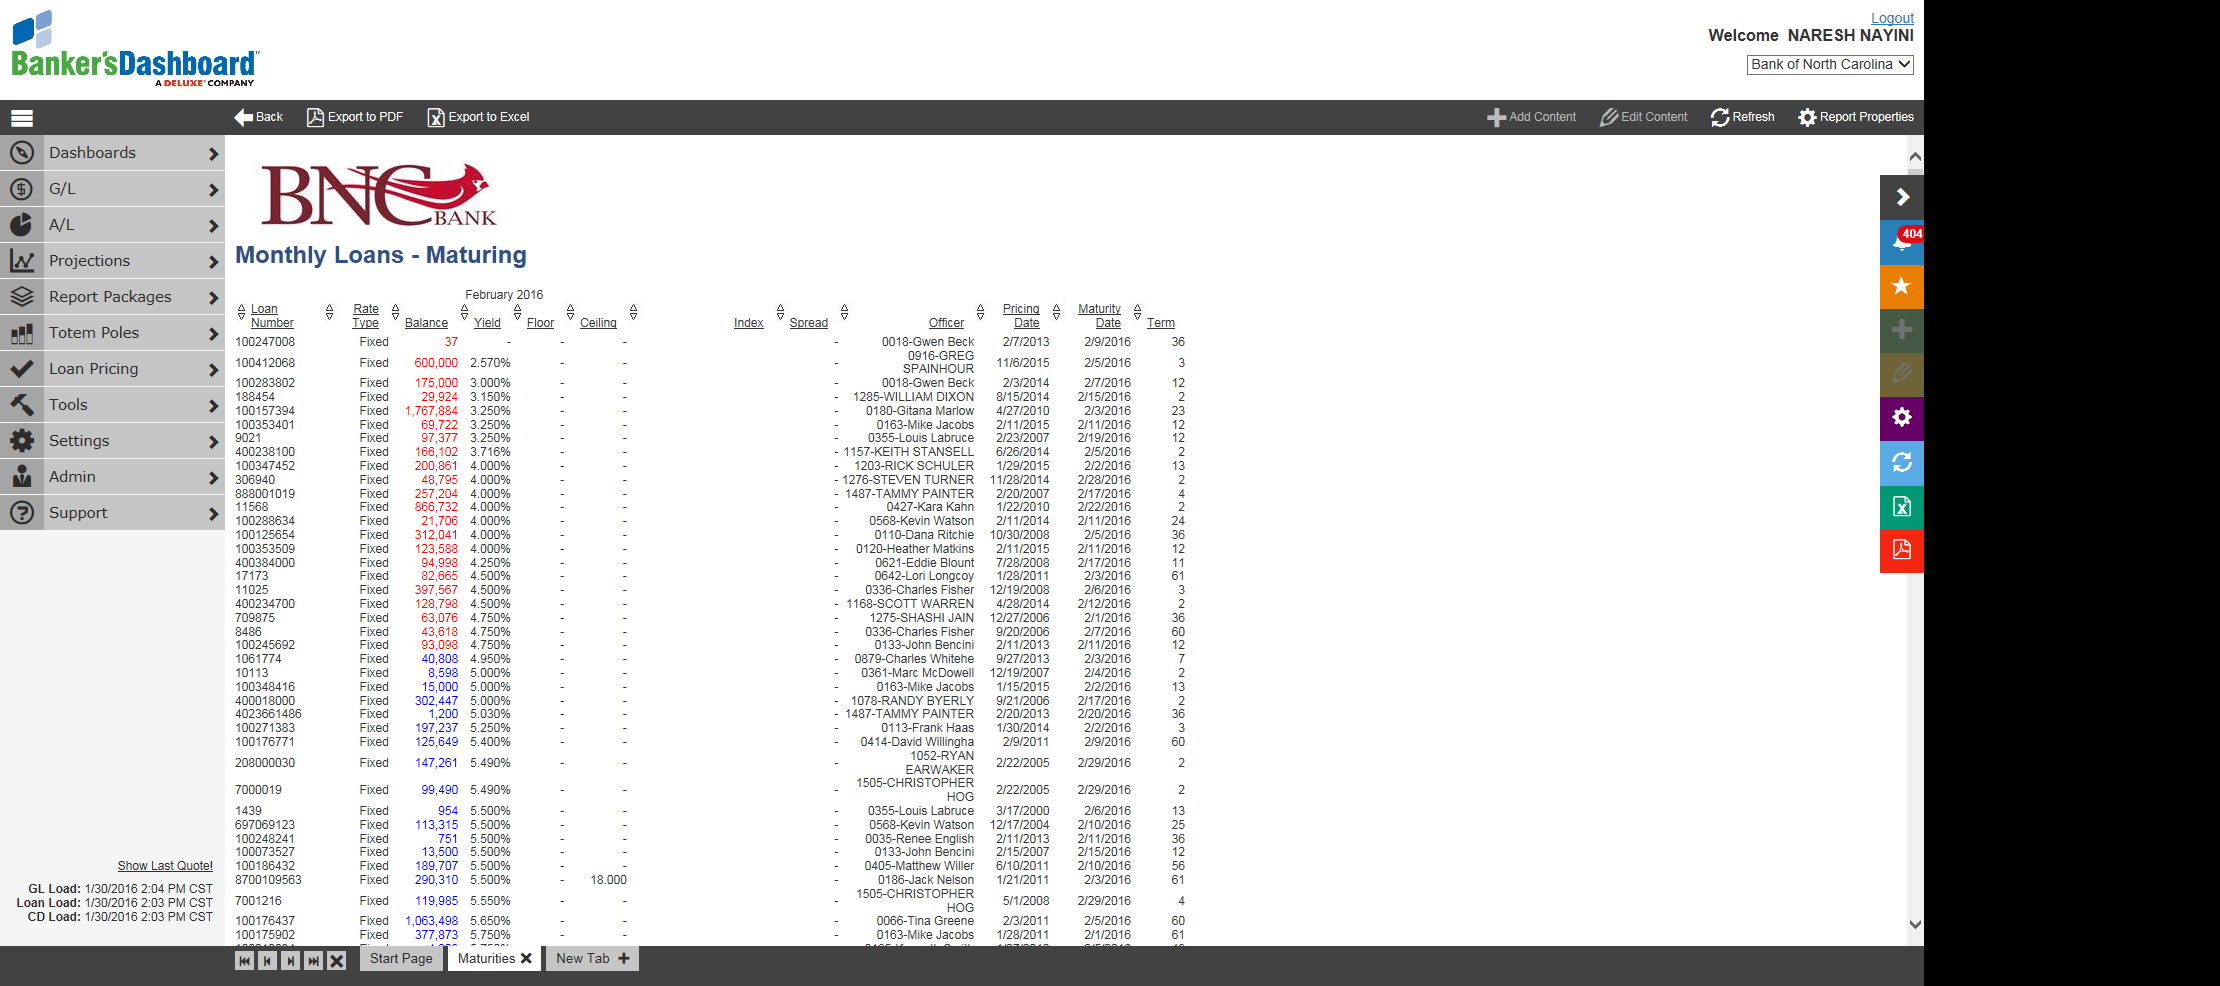 Logout
Banker'sDashboard
A DELUXE COMPANY
Welcome NARESH NAYINI
Bank of North Carolina
Back Export to PDF Export to Excel Add Content Edit Content Refresh Report Properties
Dashboards
G/L
A/L
Projections
Report Packages
Totem Poles
Loan Pricing
Tools
Settings
Admin
Support
404
BNC BANK
Monthly Loans - Maturing
February 2016
Loan Number Rate Type Balance Yield Floor Ceiling Index Spread Officer Pricing Date Maturity Date Term
100247008 Fixed 37 - - - - 0018-Gwen Beck 2/7/2013 2/9/2016 36
100412068 Fixed 600,000 2.570% - - - 0916-GREG SPAINHOUR 11/6/2015 2/5/2016 3
100283802 Fixed 175,000 3.000% - - - 0018-Gwen Beck 2/3/2014 2/7/2016 12
188454 Fixed 29,924 3.150% - - - 1285-WILLIAM DIXON 8/15/2014 2/15/2016 2
100157394 Fixed 1,767,884 3.250% - - - 0180-Gitana Marlow 4/27/2010 2/3/2016 23
100353401 Fixed 69,722 3.250% - - - 0163-Mike Jacobs 2/11/2015 2/11/2016 12
9021 Fixed 97,377 3.250% - - - 0355-Louis Labruce 2/23/2007 2/19/2016 12
400238100 Fixed 166,102 3.716% - - - 1157-KEITH STANSELL 6/26/2014 2/5/2016 2
100347452 Fixed 200,861 4.000% - - - 1203-RICK SCHULER 1/29/2015 2/2/2016 13
306940 Fixed 48,795 4.000% - - - 1276-STEVEN TURNER 11/28/2014 2/28/2016 2
888001019 Fixed 257,204 4.000% - - - 1487-TAMMY PAINTER 2/20/2007 2/17/2016 4
11568 Fixed 866,732 4.000% - - - 0427-Kara Kahn 1/22/2010 2/22/2016 2
100288634 Fixed 21,706 4.000% - - - 0568-Kevin Watson 2/11/2014 2/11/2016 24
100125654 Fixed 312,041 4.000% - - - 0110-Dana Ritchie 10/30/2008 2/5/2016 36
100353509 Fixed 123,588 4.000% - - - 0120-Heather Matkins 2/11/2015 2/11/2016 12
400384000 Fixed 94,998 4.250% - - - 0621-Eddie Blount 7/28/2008 2/17/2016 11
17173 Fixed 82,665 4.500% - - - 0642-Lori Longcoy 1/28/2011 2/3/2016 61
11025 Fixed 397,567 4.500% - - - 0336-Charles Fisher 12/19/2008 2/6/2016 3
400234700 Fixed 128,798 4.500% - - - 1168-SCOTT WARREN 4/28/2014 2/12/2016 2
709875 Fixed 63,076 4.750% - - - 1275-SHASHI JAIN 12/27/2006 2/1/2016 36
8486 Fixed 43,618 4.750% - - - 0336-Charles Fisher 9/20/2006 2/7/2016 60
100245692 Fixed 93,098 4.750% - - - 0133-John Bencini 2/11/2013 2/11/2016 12
1061774 Fixed 40,808 4.950% - - - 0879-Charles Whitehe 9/27/2013 2/3/2016 7
10113 Fixed 8,598 5.000% - - - 0361-Marc McDowell 12/19/2007 2/4/2016 2
100348416 Fixed 15,000 5.000% - - - 0163-Mike Jacobs 1/15/2015 2/2/2016 13
400018000 Fixed 302,447 5.000% - - - 1078-RANDY BYERLY 9/21/2006 2/17/2016 2
4023661486 Fixed 1,200 5.030% - - - 1487-TAMMY PAINTER 2/20/2013 2/20/2016 36
100271383 Fixed 197,237 5.250% - - - 0113-Frank Haas 1/30/2014 2/2/2016 3
100176771 Fixed 125,649 5.400% - - - 0414-David Willingha 2/9/2011 2/9/2016 60
208000030 Fixed 147,261 5.490% - - - 1052-RYAN EARWAKER 2/22/2005 2/29/2016 2
7000019 Fixed 99,490 5.490% - - - 1505-CHRISTOPHER HOG 2/22/2005 2/29/2016 2
1439 Fixed 954 5.500% - - - 0355-Louis Labruce 3/17/2000 2/6/2016 13
697069123 Fixed 113,315 5.500% - - - 0568-Kevin Watson 12/17/2004 2/10/2016 25
100248241 Fixed 751 5.500% - - - 0035-Renee English 2/11/2013 2/11/2016 36
100073527 Fixed 13,500 5.500% - - - 0133-John Bencini 2/15/2007 2/15/2016 12
100186432 Fixed 189,707 5.500% - - - 0405-Matthew Willer 6/10/2011 2/10/2016 56
8700109563 Fixed 290,310 5.500% - 18.000 - 0186-Jack Nelson 1/21/2011 2/3/2016 61
7001216 Fixed 119,985 5.550% - - - 1505-CHRISTOPHER HOG 5/1/2008 2/29/2016 4
100176437 Fixed 1,063,498 5.650% - - - 0066-Tina Greene 2/3/2011 2/5/2016 60
100175902 Fixed 377,873 5.750% - - - 0163-Mike Jacobs 1/28/2011 2/1/2016 61
Show Last Quote!
GL Load: 1/30/2016 2:04 PM CST
Loan Load: 1/30/2016 2:03 PM CST
CD Load: 1/30/2016 2:03 PM CST
Start Page Maturities New Tab